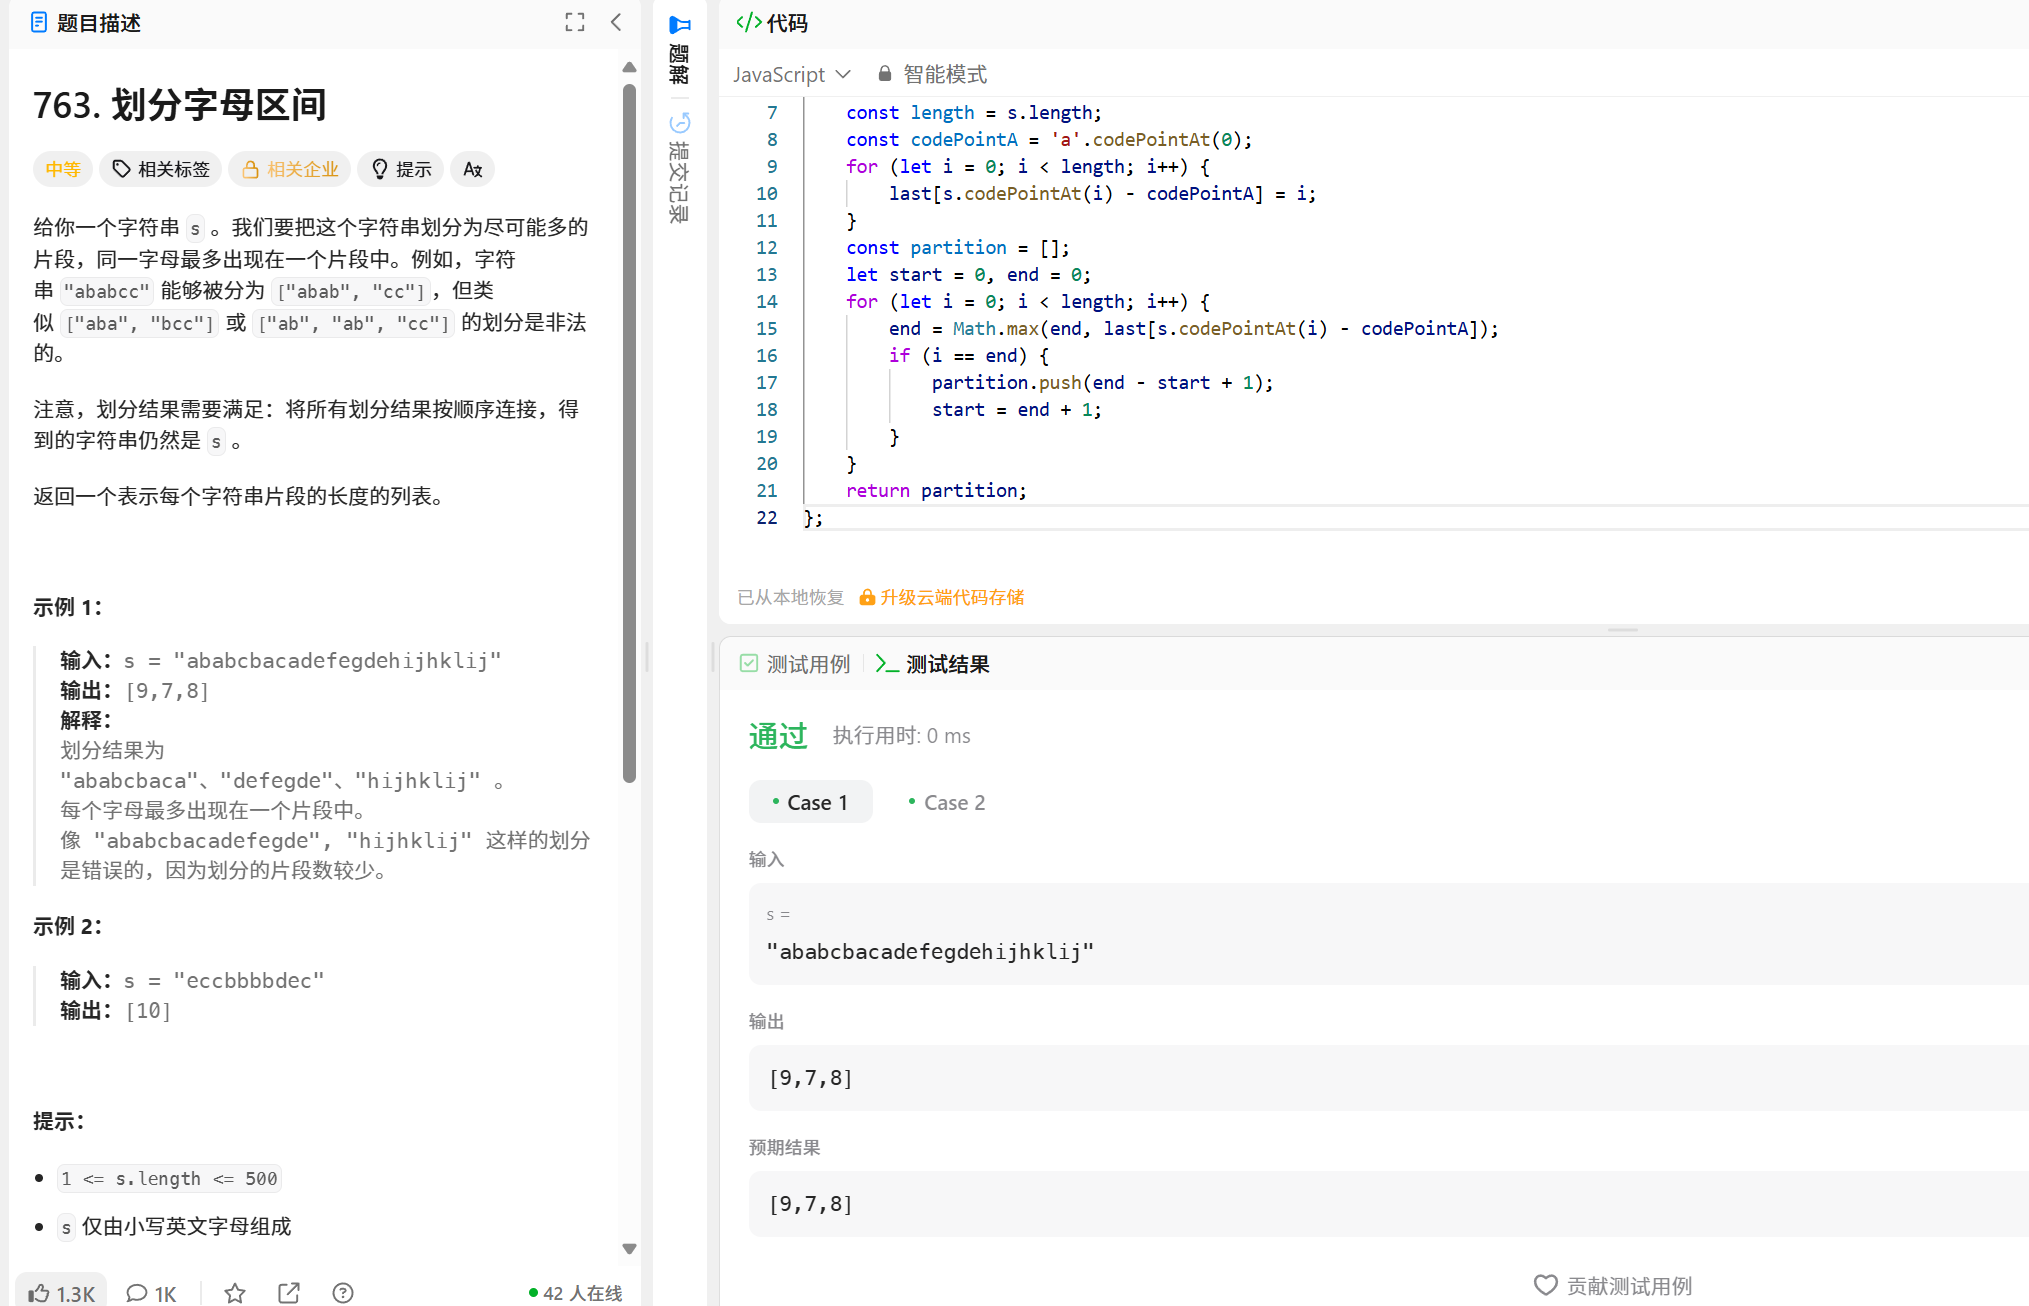 题目描述
763. 划分字母区间
中等 相关标签 相关企业 提示
给你一个字符串 s 。我们要把这个字符串划分为尽可能多的
片段，同一字母最多出现在一个片段中。例如，字符
串 "ababcc" 能够被分为 ["abab", "cc"]，但类
似 ["aba", "bcc"] 或 ["ab", "ab", "cc"] 的划分是非法
的。
注意，划分结果需要满足：将所有划分结果按顺序连接，得
到的字符串仍然是 s 。
返回一个表示每个字符串片段的长度的列表。
示例 1：
输入：s = "ababcbacadefegdehijhklij"
输出：[9,7,8]
解释：
划分结果为
"ababcbaca"、"defegde"、"hijhklij" 。
每个字母最多出现在一个片段中。
像 "ababcbacadefegde", "hijhklij" 这样的划分
是错误的，因为划分的片段数较少。
示例 2：
输入：s = "eccbbbbdec"
输出：[10]
提示：
1 <= s.length <= 500
s 仅由小写英文字母组成
1.3K 1K 42 人在线
题解
提交记录
代码
JavaScript 智能模式
7 const length = s.length;
8 const codePointA = 'a'.codePointAt(0);
9 for (let i = 0; i < length; i++) {
10 last[s.codePointAt(i) - codePointA] = i;
11 }
12 const partition = [];
13 let start = 0, end = 0;
14 for (let i = 0; i < length; i++) {
15 end = Math.max(end, last[s.codePointAt(i) - codePointA]);
16 if (i == end) {
17 partition.push(end - start + 1);
18 start = end + 1;
19 }
20 }
21 return partition;
22 };
已从本地恢复 升级云端代码存储
测试用例 测试结果
通过 执行用时: 0 ms
Case 1 Case 2
输入
s =
"ababcbacadefegdehijhklij"
输出
[9,7,8]
预期结果
[9,7,8]
贡献测试用例